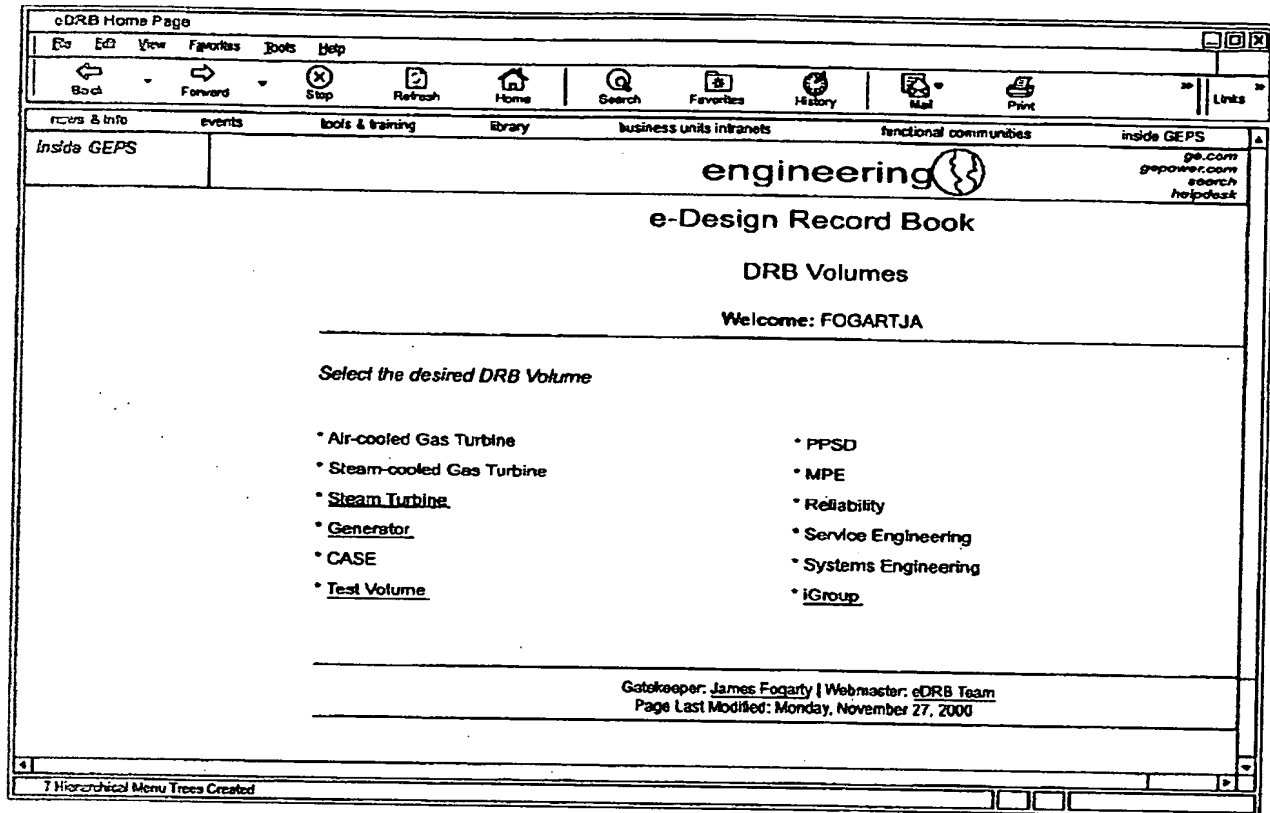 eDRB Home Page
File Edit View Favorites Tools Help
Back Forward Stop Refresh Home Search Favorites History Mail Print » Links »
news & info events tools & training library business units intranets functional communities inside GEPS
Inside GEPS
engineering
ge.com
gepower.com
search
helpdesk
e-Design Record Book
DRB Volumes
Welcome: FOGARTJA
Select the desired DRB Volume
* Air-cooled Gas Turbine
* Steam-cooled Gas Turbine
* Steam Turbine
* Generator
* CASE
* Test Volume
* PPSD
* MPE
* Reliability
* Service Engineering
* Systems Engineering
* iGroup
Gatekeeper: James Fogarty | Webmaster: eDRB Team
Page Last Modified: Monday, November 27, 2000
7 Hierarchical Menu Trees Created